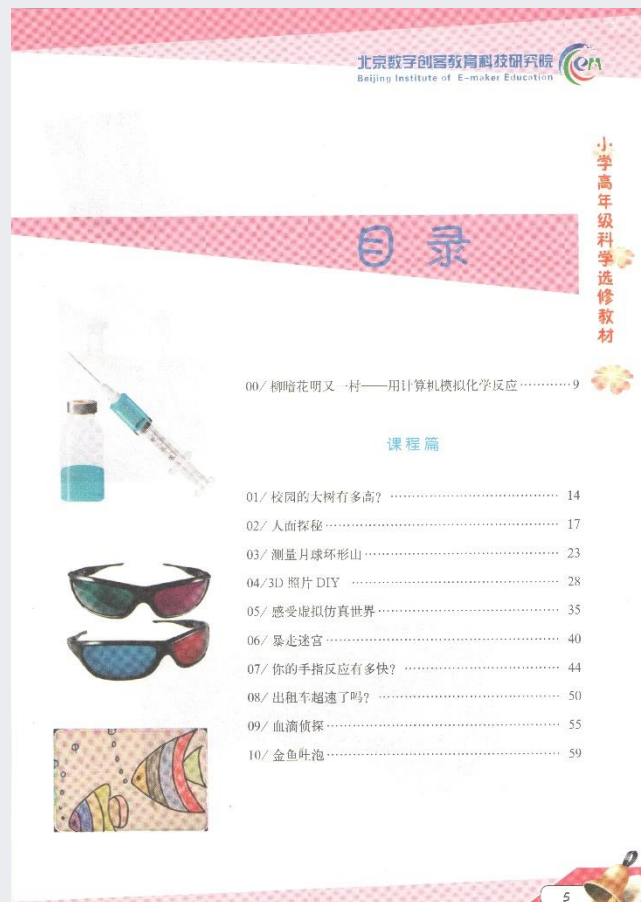 北京数字创客教育科技研究院
Beijing Institute of E-maker Education
小学高年级科学选修教材
目录
00/ 柳暗花明又一村——用计算机模拟化学反应…………9
课程篇
01/ 校园的大树有多高? …………………………………… 14
02/ 人面探秘………………………………………………… 17
03/ 测量月球环形山………………………………………… 23
04/3D 照片 DIY …………………………………………… 28
05/ 感受虚拟仿真世界……………………………………… 35
06/ 暴走迷宫………………………………………………… 40
07/ 你的手指反应有多快? ………………………………… 44
08/ 出租车超速了吗? ……………………………………… 50
09/ 血滴侦探………………………………………………… 55
10/ 金鱼吐泡………………………………………………… 59
5